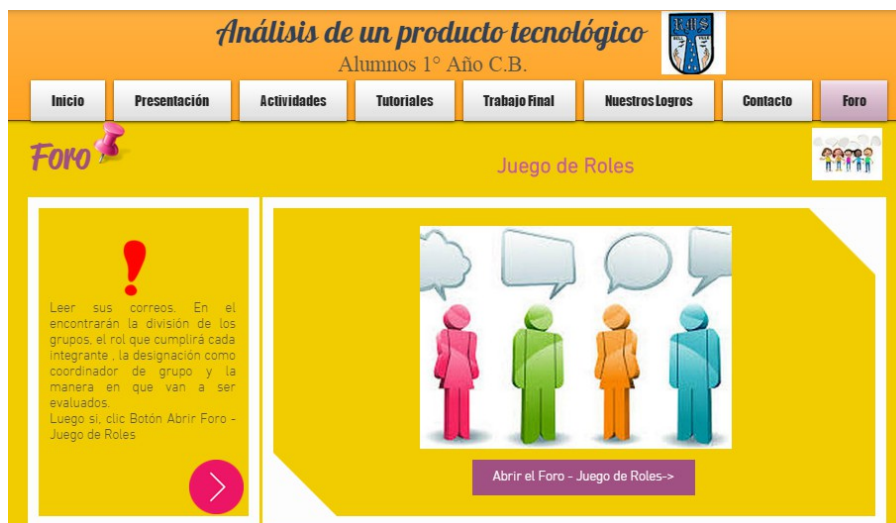 Análisis de un producto tecnológico
Alumnos 1° Año C.B.
Inicio
Presentación
Actividades
Tutoriales
Trabajo Final
Nuestros Logros
Contacto
Foro
Foro
Juego de Roles
Leer sus correos. En el
encontrarán la división de los
grupos, el rol que cumplirá cada
integrante , la designación como
coordinador de grupo y la
manera en que van a ser
evaluados.
Luego sí, clic Botón Abrir Foro -
Juego de Roles
Abrir el Foro - Juego de Roles->